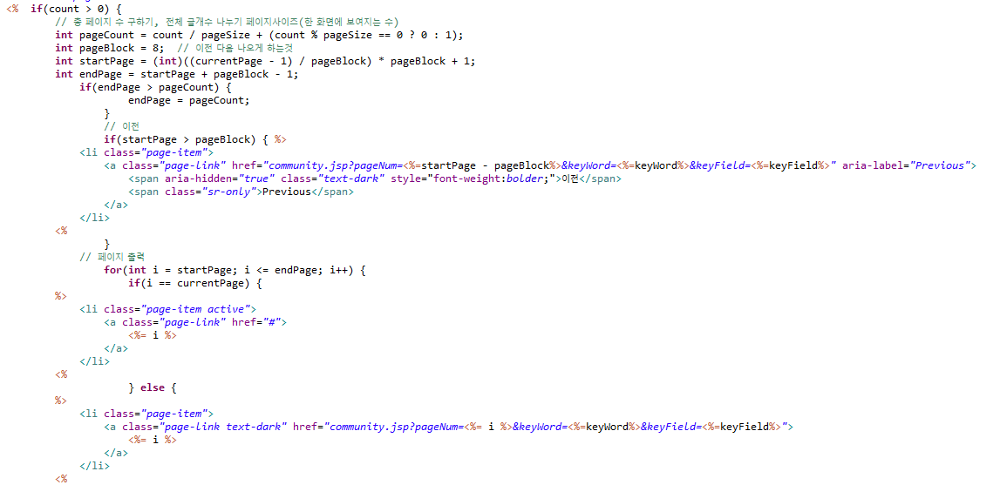 <%  if(count > 0) {
// 총 페이지 수 구하기, 전체 글개수 나누기 페이지사이즈(한 화면에 보여지는 수)
int pageCount = count / pageSize + (count % pageSize == 0 ? 0 : 1);
int pageBlock = 8;  // 이전 다음 나오게 하는것
int startPage = (int)((currentPage - 1) / pageBlock) * pageBlock + 1;
int endPage = startPage + pageBlock - 1;
if(endPage > pageCount) {
endPage = pageCount;
}
// 이전
if(startPage > pageBlock) { %>
<li class="page-item">
<a class="page-link" href="community.jsp?pageNum=<%=startPage - pageBlock%>&keyWord=<%=keyWord%>&keyField=<%=keyField%>" aria-label="Previous">
<span aria-hidden="true" class="text-dark" style="font-weight:bolder;">이전</span>
<span class="sr-only">Previous</span>
</a>
</li>
<%
}
// 페이지 출력
for(int i = startPage; i <= endPage; i++) {
if(i == currentPage) {
%>
<li class="page-item active">
<a class="page-link" href="#">
<%= i %>
</a>
</li>
<%
} else {
%>
<li class="page-item">
<a class="page-link text-dark" href="community.jsp?pageNum=<%= i %>&keyWord=<%=keyWord%>&keyField=<%=keyField%>">
<%= i %>
</a>
</li>
<%